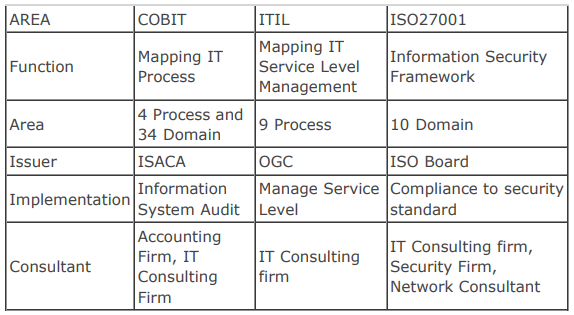 AREA COBIT ITIL ISO27001
Function Mapping IT Process Mapping IT Service Level Management Information Security Framework
Area 4 Process and 34 Domain 9 Process 10 Domain
Issuer ISACA OGC ISO Board
Implementation Information System Audit Manage Service Level Compliance to security standard
Consultant Accounting Firm, IT Consulting Firm IT Consulting firm IT Consulting firm, Security Firm, Network Consultant